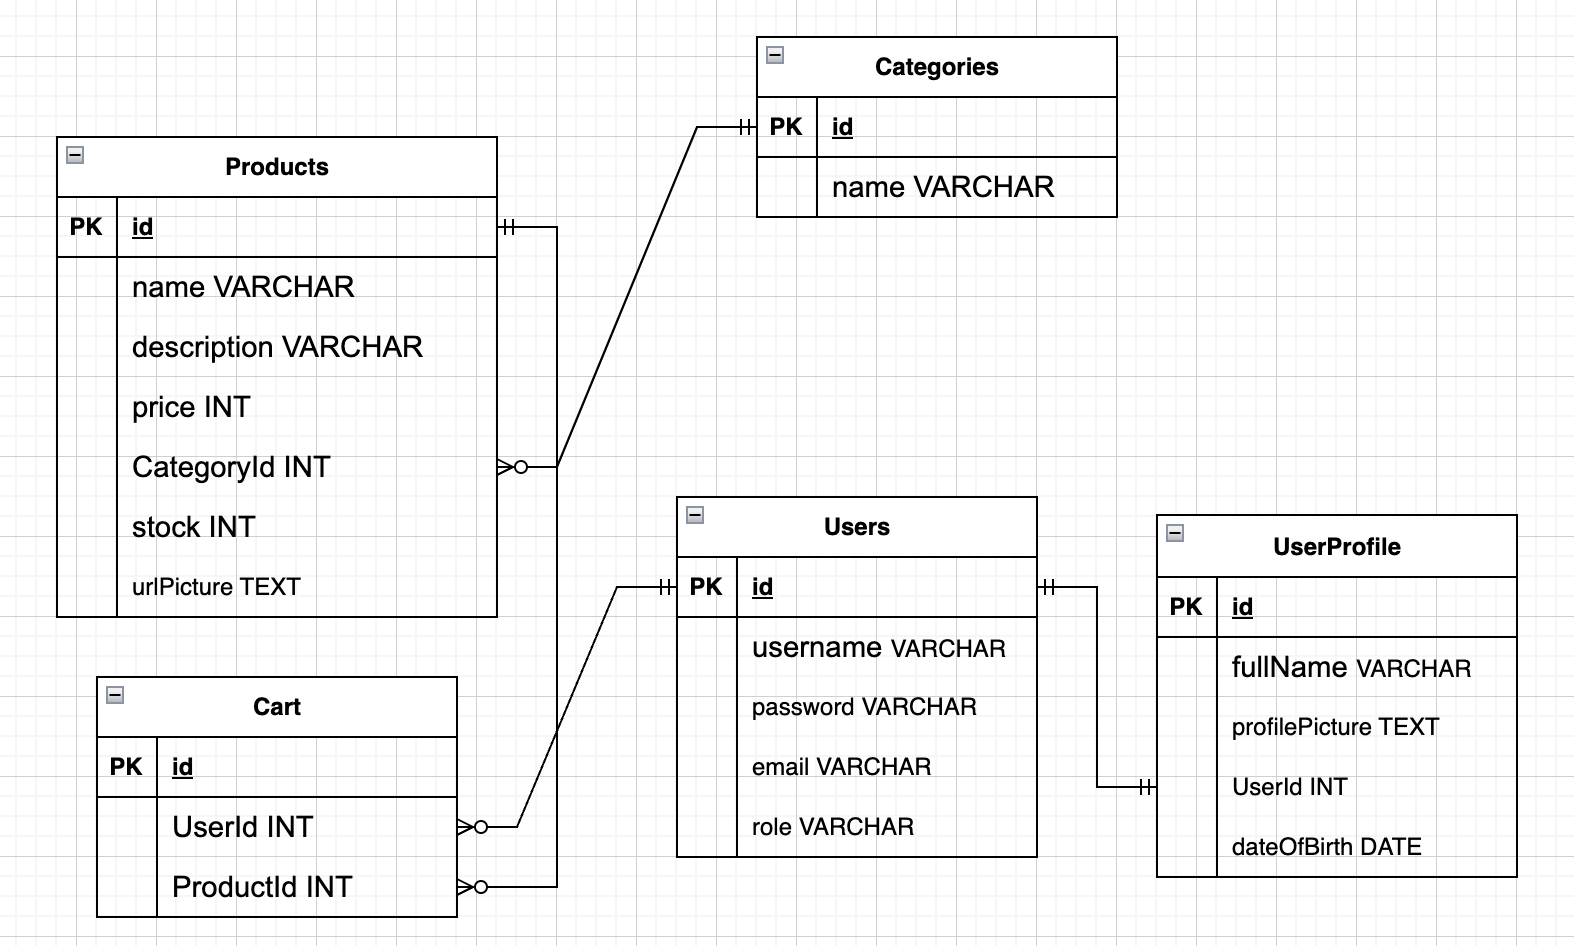 Categories
PK id
name VARCHAR
Products
PK id
name VARCHAR
description VARCHAR
price INT
CategoryId INT
stock INT
urlPicture TEXT
Users
PK id
username VARCHAR
password VARCHAR
email VARCHAR
role VARCHAR
UserProfile
PK id
fullName VARCHAR
profilePicture TEXT
UserId INT
dateOfBirth DATE
Cart
PK id
UserId INT
ProductId INT